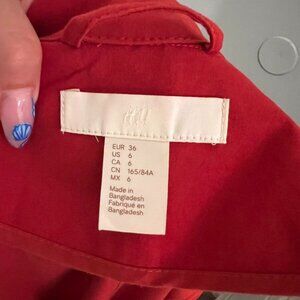 H&M
EUR 36
US 6
CA 6
CN 165/84A
MX 6
Made in
Bangladesh
Fabriqué en
Bangladesh